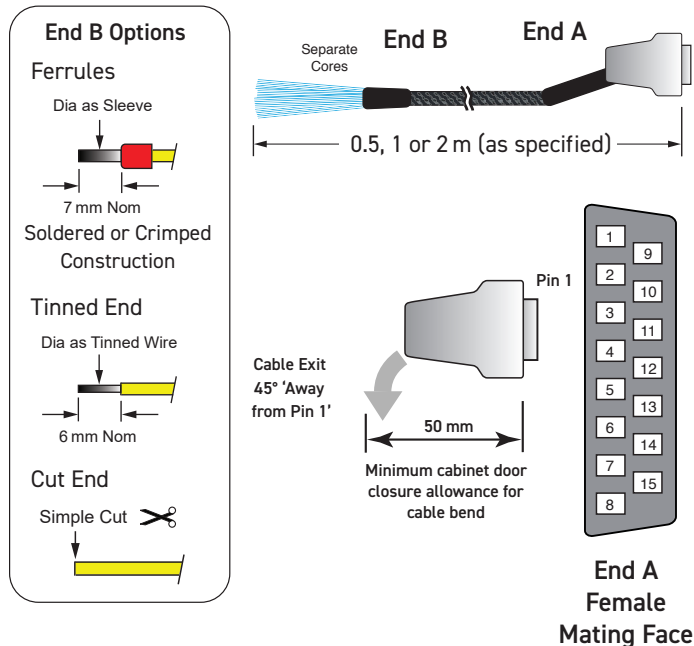 End B Options
Ferrules
Dia as Sleeve
7 mm Nom
Soldered or Crimped
Construction
Tinned End
Dia as Tinned Wire
6 mm Nom
Cut End
Simple Cut
Separate
Cores
End B
End A
0.5, 1 or 2 m (as specified)
Pin 1
Cable Exit
45° ‘Away
from Pin 1’
50 mm
Minimum cabinet door
closure allowance for
cable bend
1
9
2
10
3
11
4
12
5
13
6
14
7
15
8
End A
Female
Mating Face